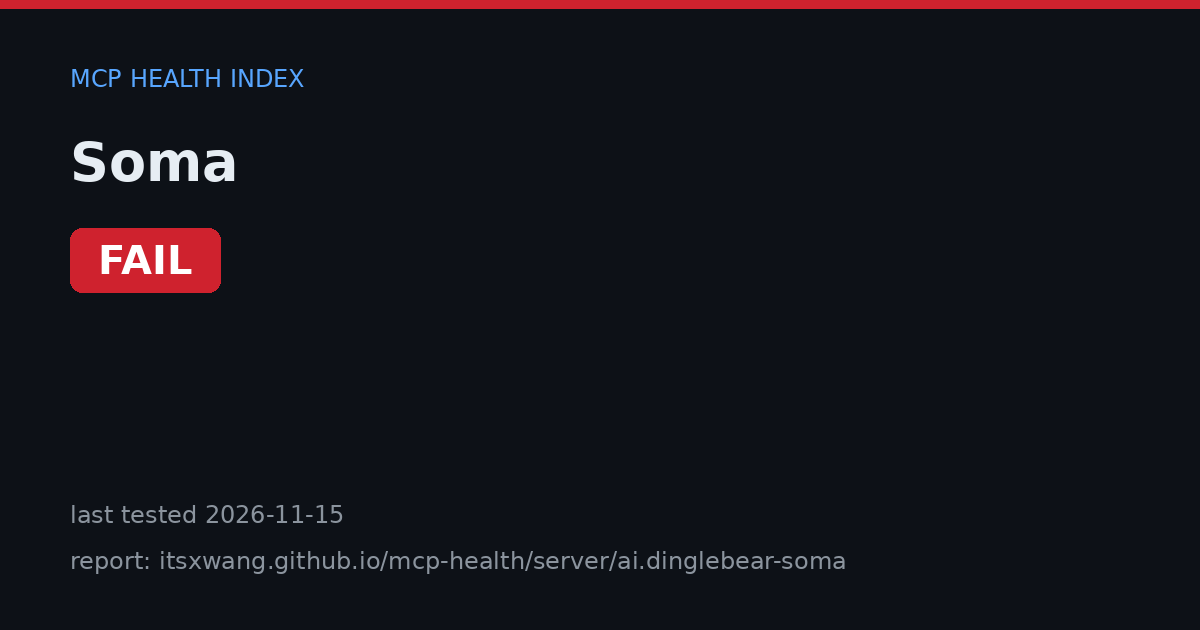 MCP HEALTH INDEX
Soma
FAIL
last tested 2026-11-15
report: itsxwang.github.io/mcp-health/server/ai.dinglebear-soma